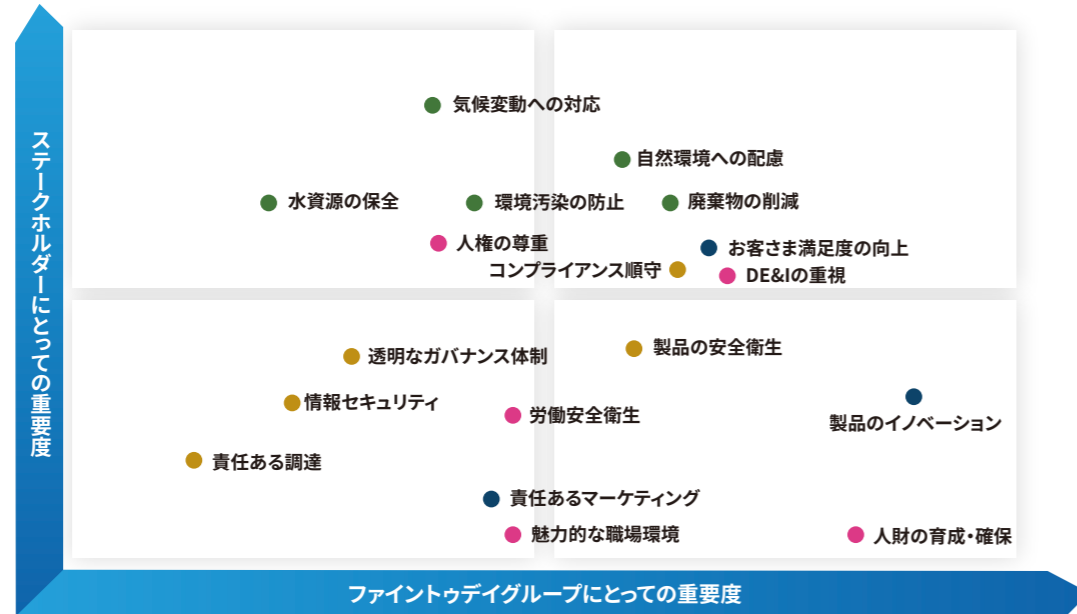 ステークホルダーにとっての重要度
気候変動への対応
自然環境への配慮
水資源の保全
環境汚染の防止
廃棄物の削減
人権の尊重
お客さま満足度の向上
コンプライアンス順守
DE&Iの重視
製品の安全衛生
透明なガバナンス体制
情報セキュリティ
労働安全衛生
製品のイノベーション
責任ある調達
責任あるマーケティング
魅力的な職場環境
人財の育成・確保
ファイントゥデイグループにとっての重要度